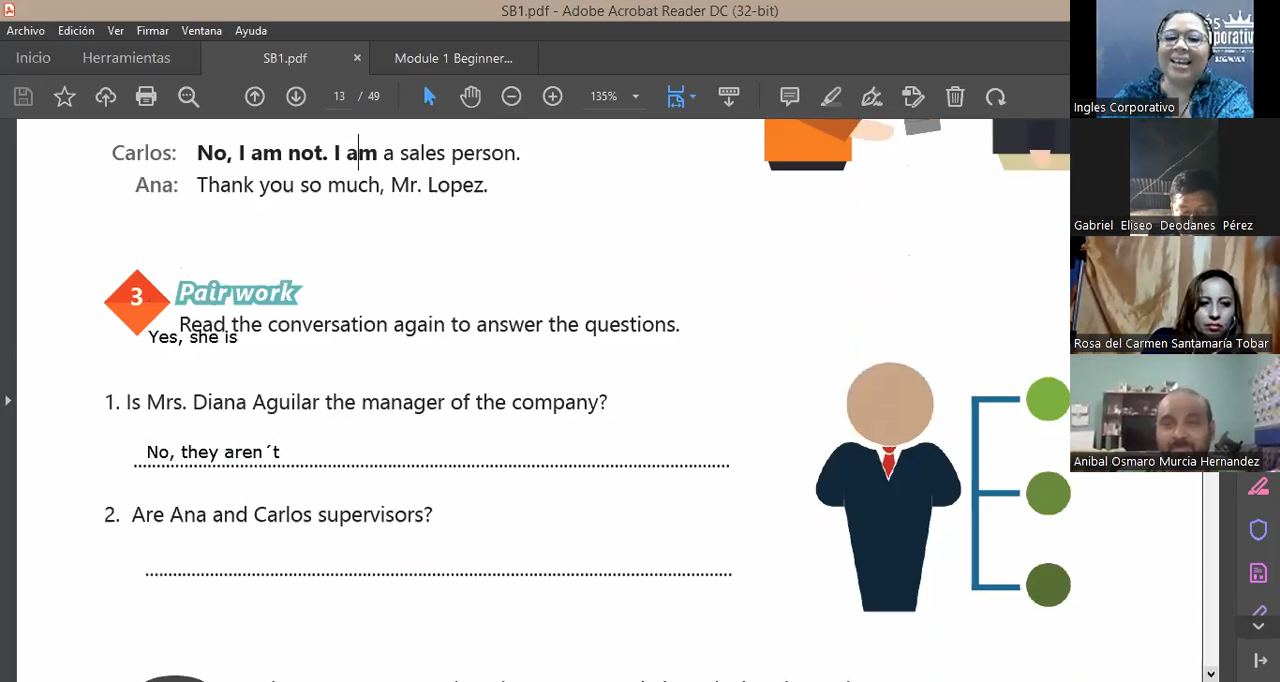 SB1.pdf - Adobe Acrobat Reader DC (32-bit)
Archivo Edición Ver Firmar Ventana Ayuda
Inicio Herramientas SB1.pdf × Module 1 Beginner...
13 / 49 135%
Carlos: No, I am not. I am a sales person.
Ana: Thank you so much, Mr. Lopez.
3 Pair work
Read the conversation again to answer the questions.
Yes, she is
1. Is Mrs. Diana Aguilar the manager of the company?
No, they aren´t
2. Are Ana and Carlos supervisors?
Ingles Corporativo
Gabriel Eliseo Deodanes Pérez
Rosa del Carmen Santamaría Tobar
Anibal Osmaro Murcia Hernandez